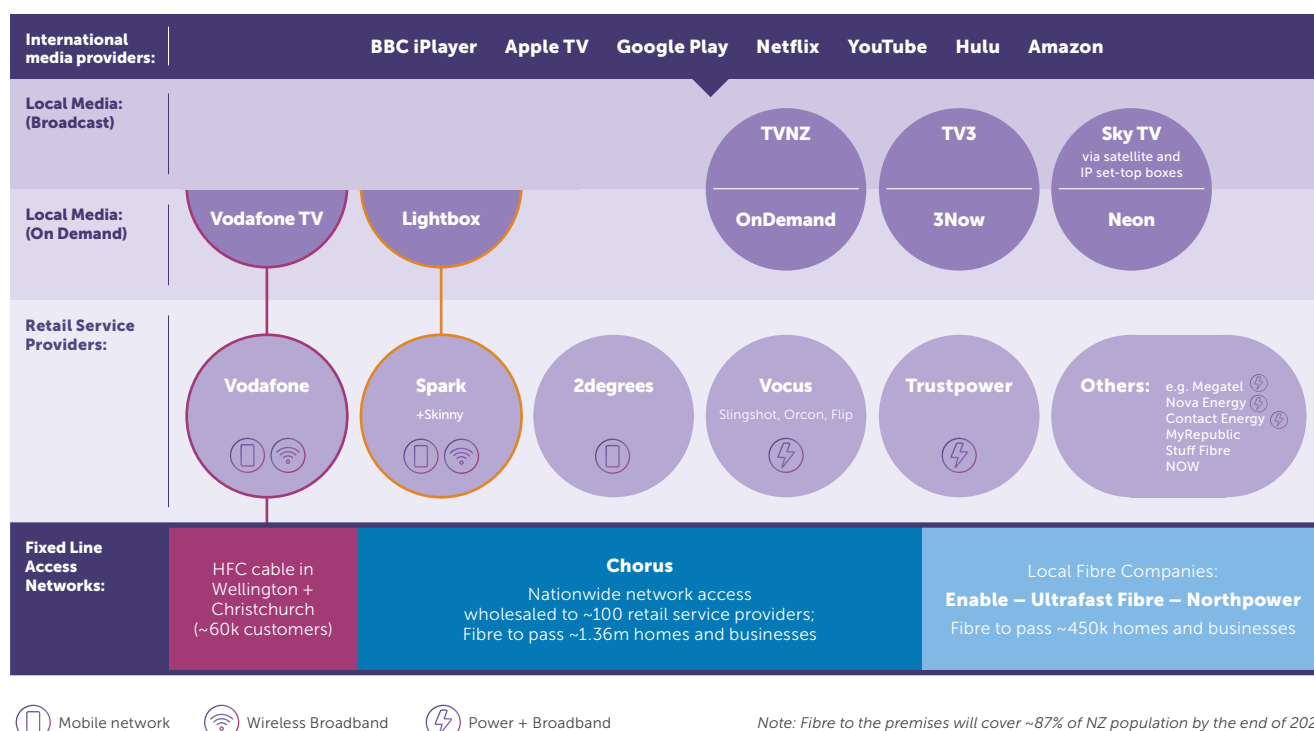 International
media providers:
BBC iPlayer Apple TV Google Play Netflix YouTube Hulu Amazon
Local Media:
(Broadcast)
TVNZ
TV3
Sky TV
via satellite and
IP set-top boxes
Local Media:
(On Demand)
Vodafone TV
Lightbox
OnDemand
3Now
Neon
Retail Service
Providers:
Vodafone
Spark
+Skinny
2degrees
Vocus
Slingshot, Orcon, Flip
Trustpower
Others:
e.g. Megatel
Nova Energy
Contact Energy
MyRepublic
Stuff Fibre
NOW
Fixed Line
Access
Networks:
HFC cable in
Wellington +
Christchurch
(~60k customers)
Chorus
Nationwide network access
wholesaled to ~100 retail service providers;
Fibre to pass ~1.36m homes and businesses
Local Fibre Companies:
Enable – Ultrafast Fibre – Northpower
Fibre to pass ~450k homes and businesses
Mobile network
Wireless Broadband
Power + Broadband
Note: Fibre to the premises will cover ~87% of NZ population by the end of